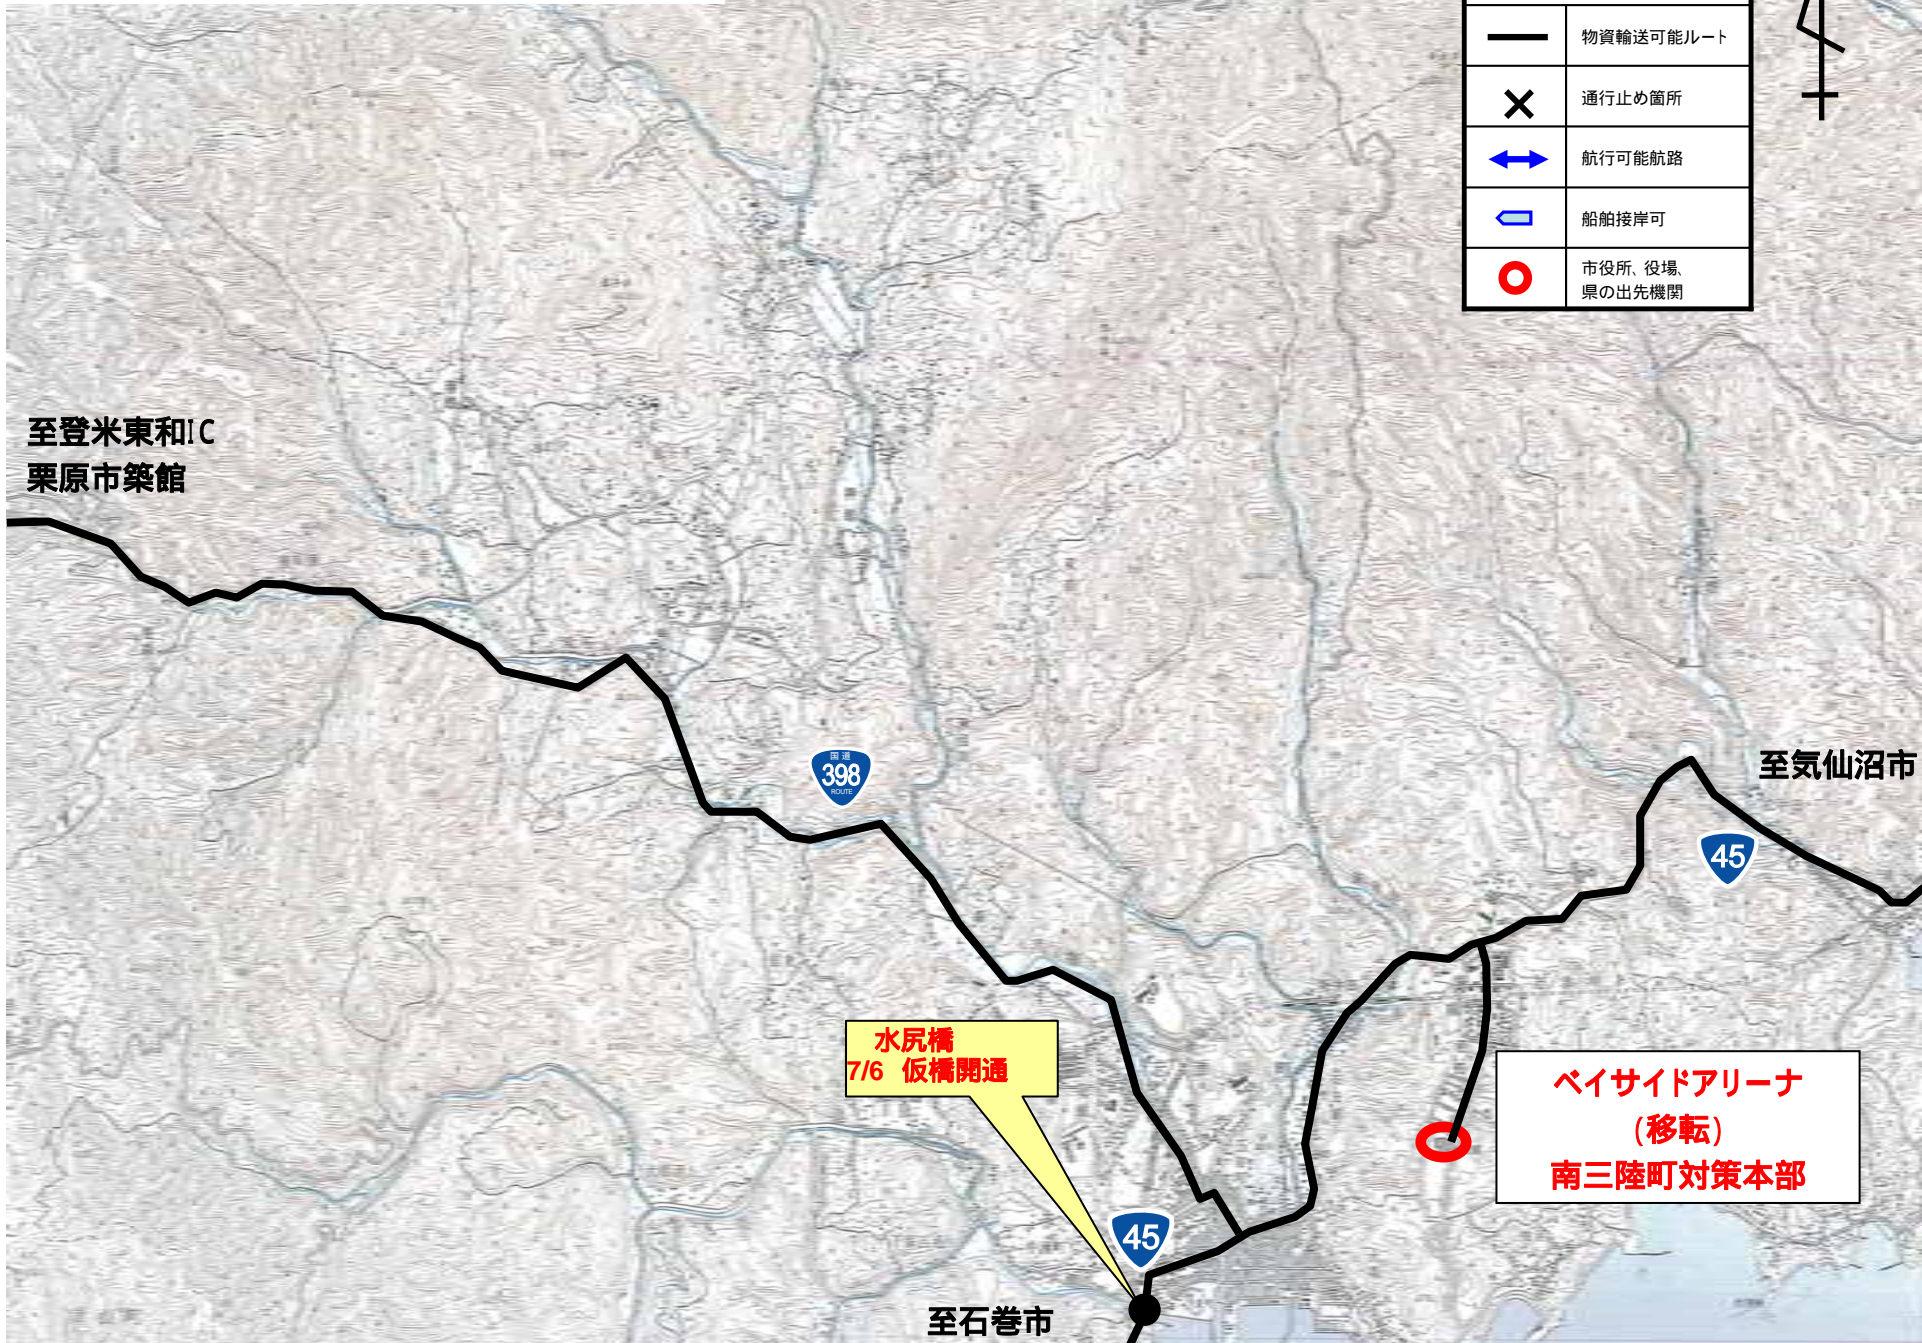 物資輸送可能ルート
通行止め箇所
航行可能航路
船舶接岸可
市役所、役場、
県の出先機関
至登米東和IC
栗原市築館
国道
398
ROUTE
至気仙沼市
45
水尻橋
7/6 仮橋開通
ベイサイドアリーナ
(移転)
南三陸町対策本部
45
至石巻市